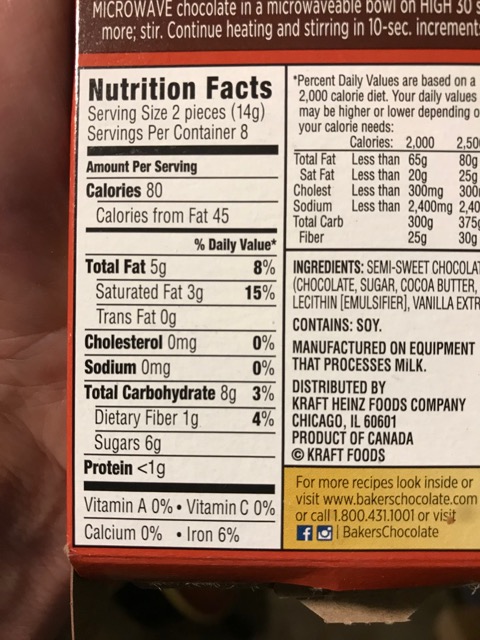 MICROWAVE chocolate in a microwaveable bowl on HIGH 30 s
more; stir. Continue heating and stirring in 10-sec. increment
Nutrition Facts
Serving Size 2 pieces (14g)
Servings Per Container 8
Amount Per Serving
Calories 80
Calories from Fat 45
% Daily Value*
Total Fat 5g 8%
Saturated Fat 3g 15%
Trans Fat 0g
Cholesterol 0mg 0%
Sodium 0mg 0%
Total Carbohydrate 8g 3%
Dietary Fiber 1g 4%
Sugars 6g
Protein <1g
Vitamin A 0% • Vitamin C 0%
Calcium 0% • Iron 6%
*Percent Daily Values are based on a
2,000 calorie diet. Your daily values
may be higher or lower depending o
your calorie needs:
Calories: 2,000 2,50
Total Fat Less than 65g 80g
Sat Fat Less than 20g 25g
Cholest Less than 300mg 300
Sodium Less than 2,400mg 2,40
Total Carb 300g 375g
Fiber 25g 30g
INGREDIENTS: SEMI-SWEET CHOCOLAT
(CHOCOLATE, SUGAR, COCOA BUTTER,
LECITHIN [EMULSIFIER], VANILLA EXTR
CONTAINS: SOY.
MANUFACTURED ON EQUIPMENT
THAT PROCESSES MILK.
DISTRIBUTED BY
KRAFT HEINZ FOODS COMPANY
CHICAGO, IL 60601
PRODUCT OF CANADA
© KRAFT FOODS
For more recipes look inside or
visit www.bakerschocolate.com
or call 1.800.431.1001 or visit
f | BakersChocolate